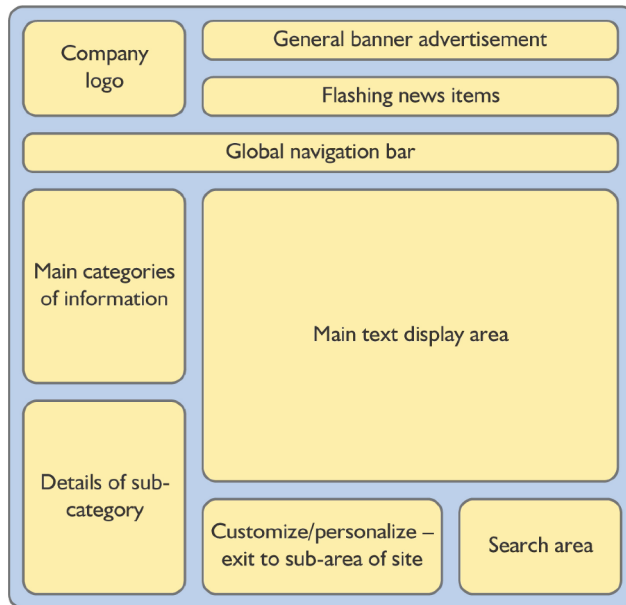 Company
logo
General banner advertisement
Flashing news items
Global navigation bar
Main categories
of information
Main text display area
Details of sub-
category
Customize/personalize –
exit to sub-area of site
Search area